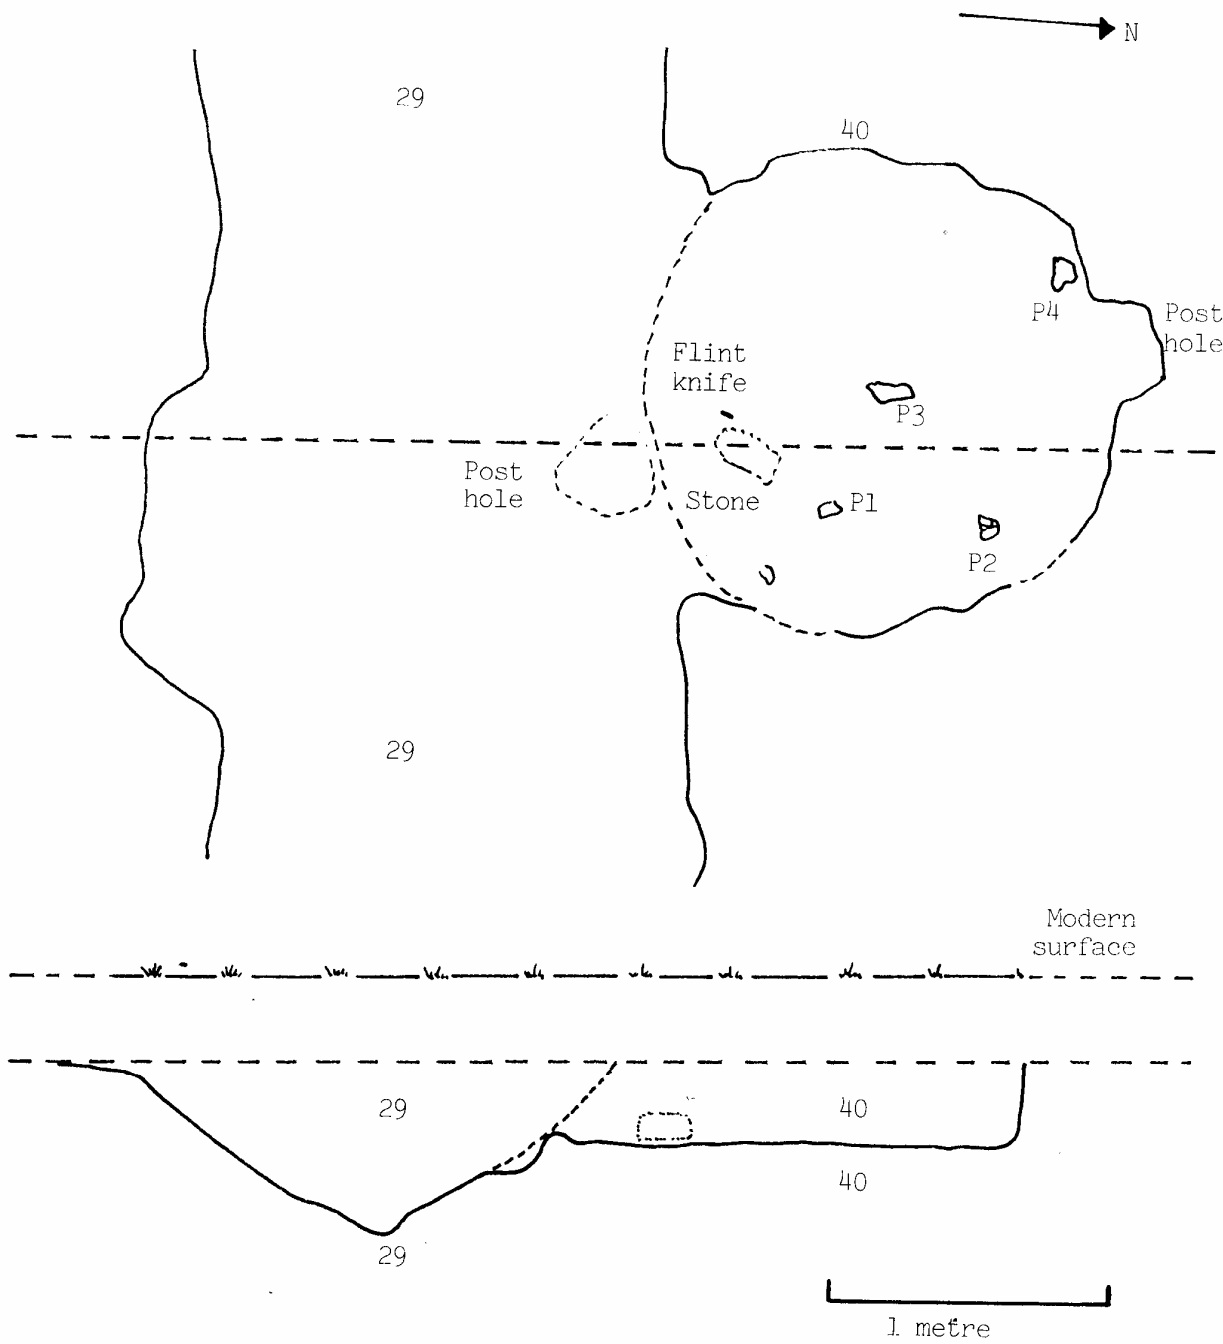 N
29
40
P4
Post
hole
Flint
knife
P3
Post
hole
Stone
P1
P2
29
Modern
surface
29
40
40
29
1 metre